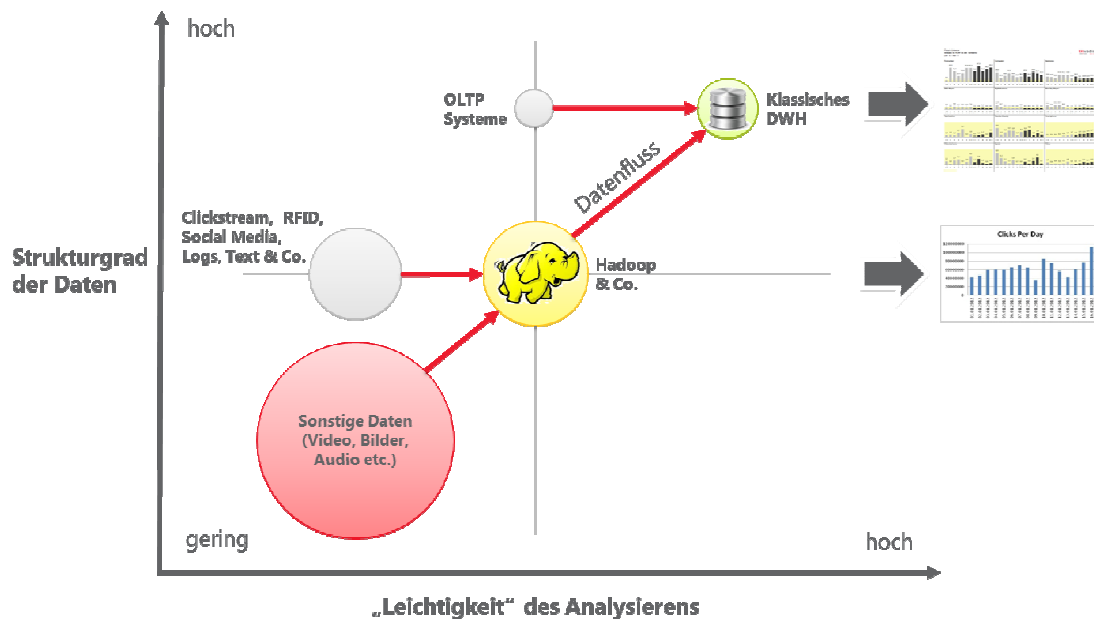 hoch
OLTP
Systeme
Klassisches
DWH
Datenfluss
Clickstream, RFID,
Social Media,
Logs, Text & Co.
Strukturgrad
der Daten
Hadoop
& Co.
Clicks Per Day
Sonstige Daten
(Video, Bilder,
Audio etc.)
gering
hoch
„Leichtigkeit“ des Analysierens